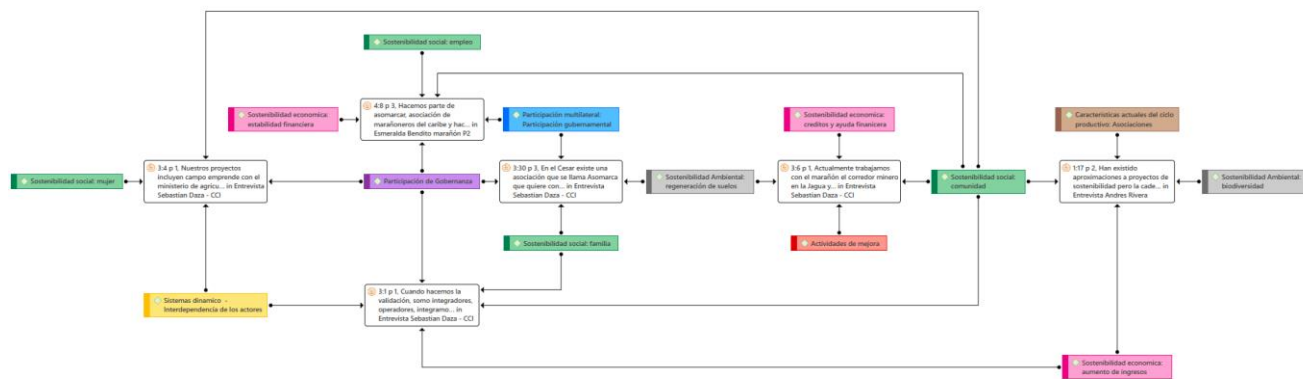 Sostenibilidad social: empleo
4:8 p 3, Hacemos parte de
asomarcar, asociación de
marañoneros del caribe y hac... in
Esmeralda Bendito marañón P2
Sostenibilidad economica:
estabilidad financiera
Participación multilateral:
Participación gubernamental
Sostenibilidad economica:
creditos y ayuda finanicera
Caracteristicas actuales del ciclo
productivo: Asociaciones
Sostenibilidad social: mujer
3:4 p 1, Nuestros proyectos
incluyen campo emprende con el
ministerio de agricu... in Entrevista
Sebastian Daza - CCI
Participación de Gobernanza
3:30 p 3, En el Cesar existe una
asociación que se llama Asomarca
que quiere con... in Entrevista
Sebastian Daza - CCI
Sostenibilidad Ambiental:
regeneración de suelos
3:6 p 1, Actualmente trabajamos
con el marañón el corredor minero
en la Jagua y... in Entrevista
Sebastian Daza - CCI
Sostenibilidad social:
comunidad
1:17 p 2, Han existido
aproximaciones a proyectos de
sostenibilidad pero la cade... in
Entrevista Andres Rivera
Sostenibilidad Ambiental:
biodiversidad
Sostenibilidad social: familia
Actividades de mejora
Sistemas dinamico -
Interdependencia de los actores
3:1 p 1, Cuando hacemos la
validación, somo integradores,
operadores, integramo... in
Entrevista Sebastian Daza - CCI
Sostenibilidad economica:
aumento de ingresos